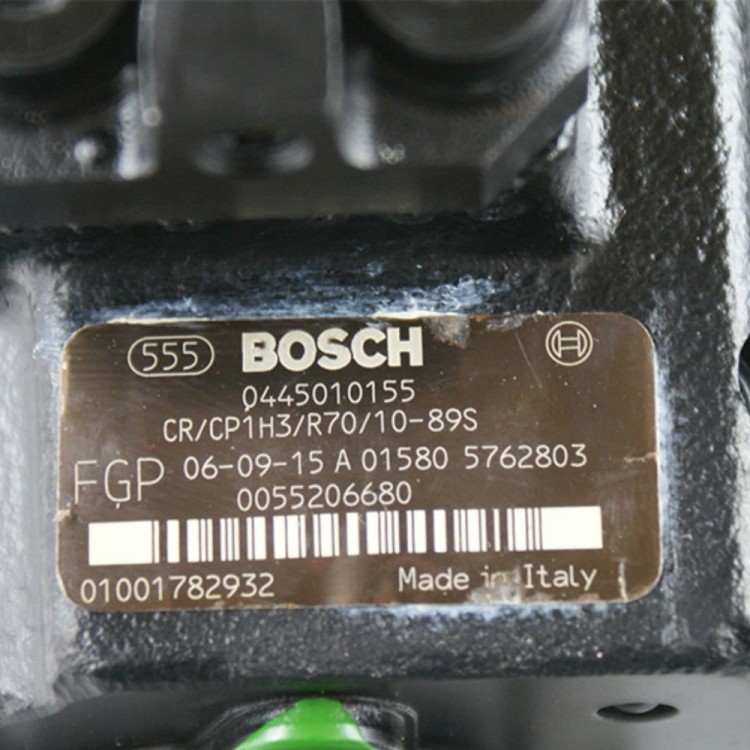 555 BOSCH
0445010155
CR/CP1H3/R70/10-89S
FGP 06-09-15 A 01580 5762803
0055206680
01001782932 Made in Italy